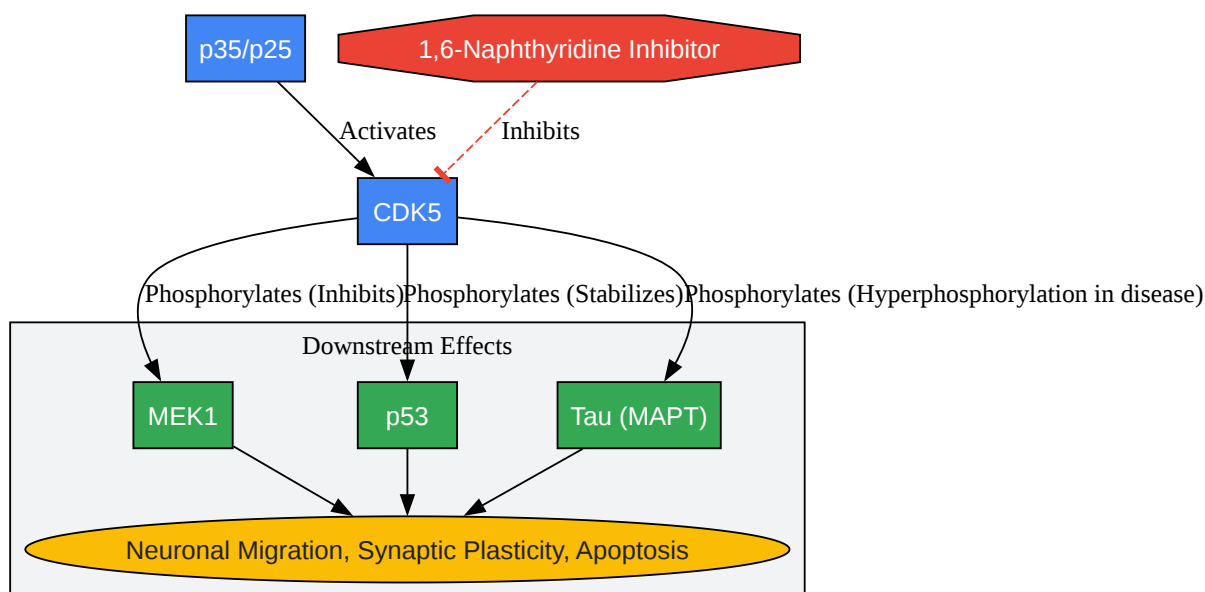 p35/p25
1,6-Naphthyridine Inhibitor
Activates
Inhibits
CDK5
Phosphorylates (Inhibits)
Phosphorylates (Stabilizes)
Phosphorylates (Hyperphosphorylation in disease)
Downstream Effects
MEK1
p53
Tau (MAPT)
Neuronal Migration, Synaptic Plasticity, Apoptosis